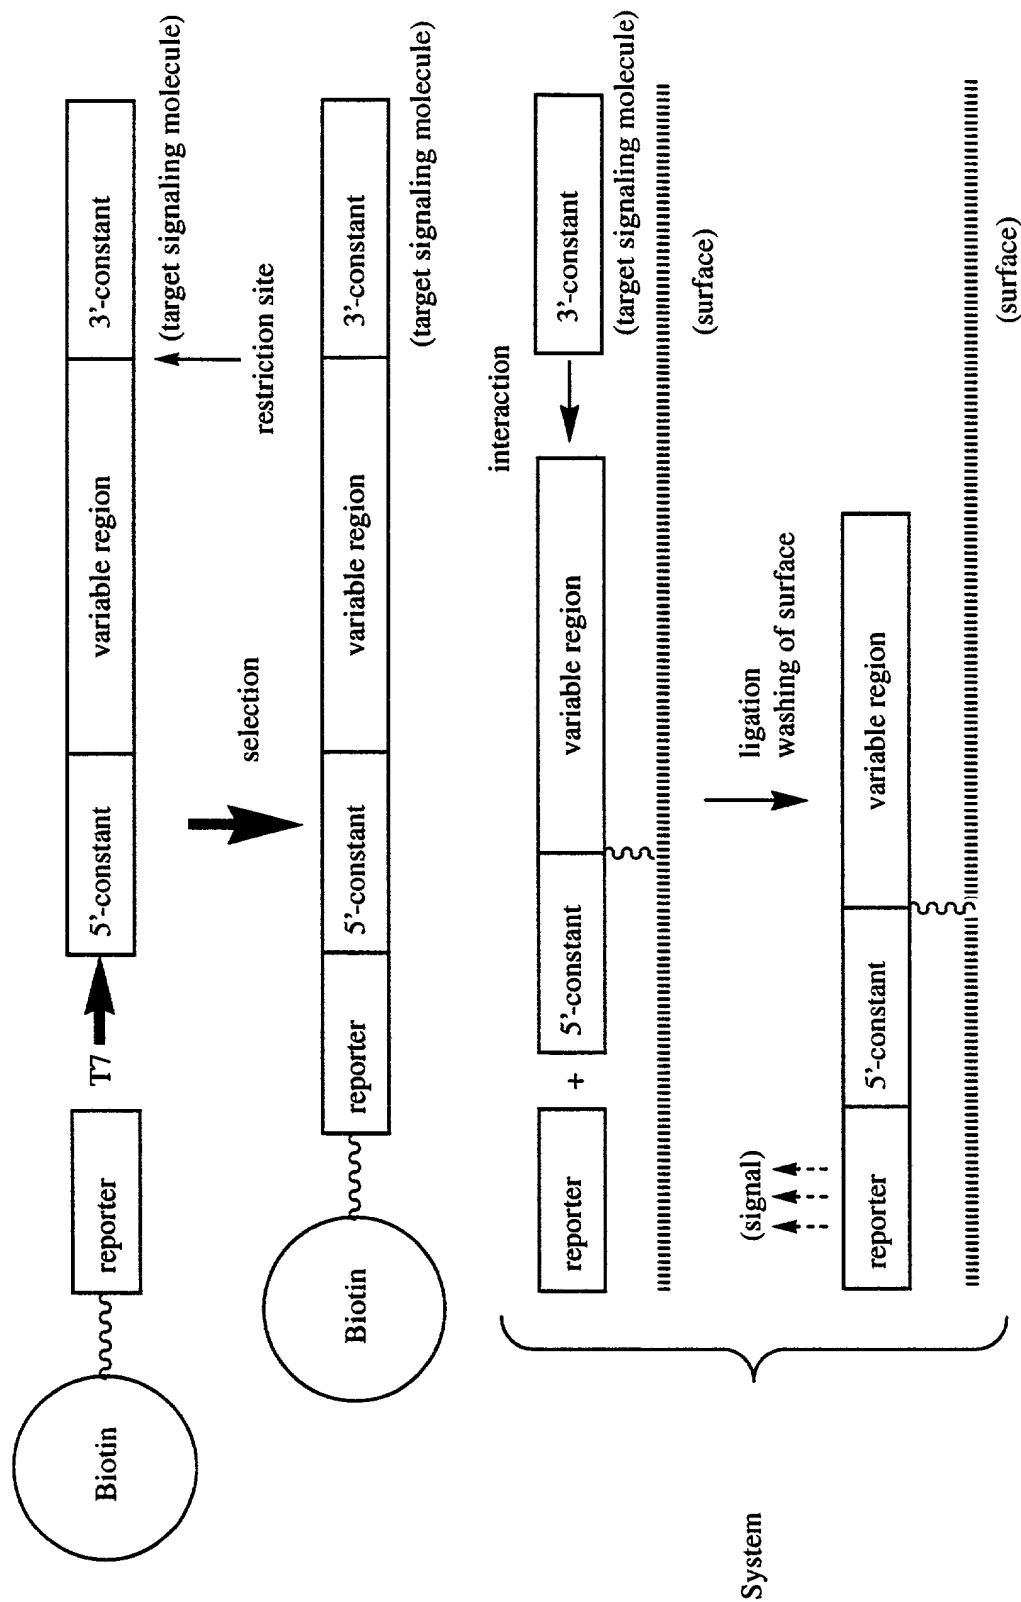 Biotin
reporter
T7
5'-constant
variable region
3'-constant
(target signaling molecule)
restriction site
selection
Biotin
reporter
5'-constant
variable region
3'-constant
(target signaling molecule)
interaction
reporter
+
5'-constant
variable region
3'-constant
(target signaling molecule)
(surface)
ligation
washing of surface
(signal)
reporter
5'-constant
variable region
(surface)
System